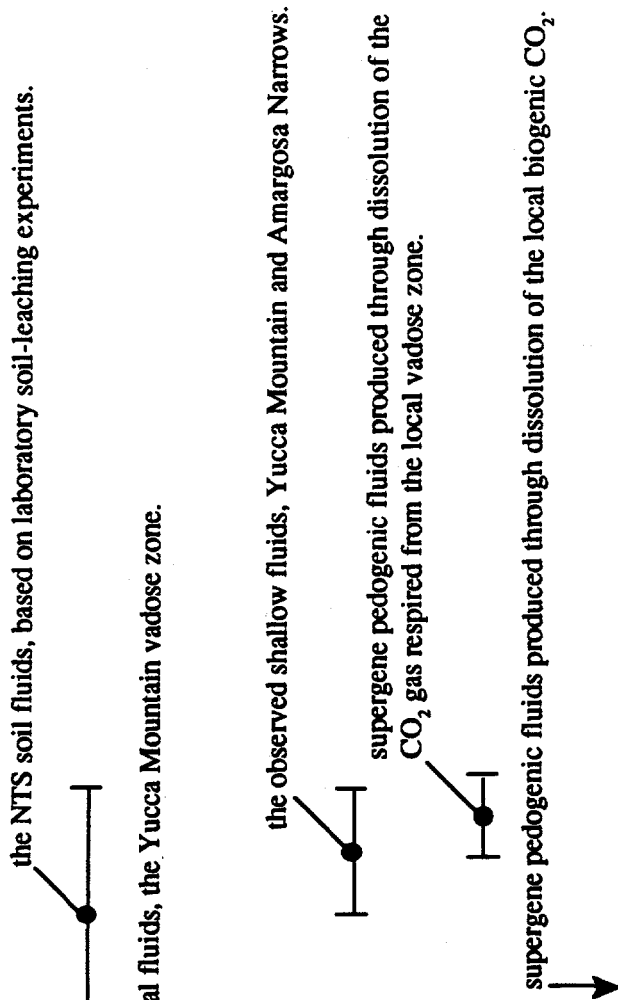 the NTS soil fluids, based on laboratory soil-leaching experiments.
al fluids, the Yucca Mountain vadose zone.
the observed shallow fluids, Yucca Mountain and Amargosa Narrows.
supergene pedogenic fluids produced through dissolution of the
CO₂ gas respired from the local vadose zone.
supergene pedogenic fluids produced through dissolution of the local biogenic CO₂.